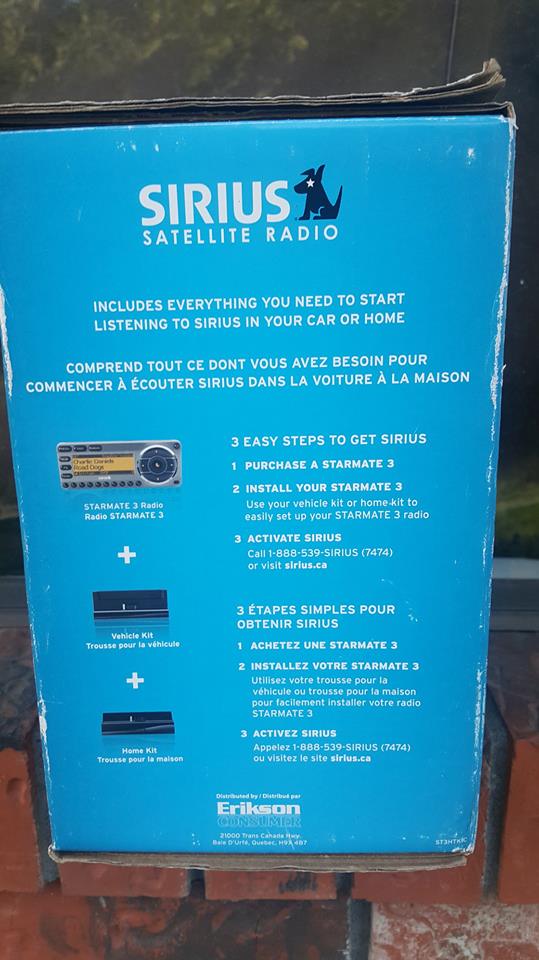 SIRIUS
SATELLITE RADIO
INCLUDES EVERYTHING YOU NEED TO START
LISTENING TO SIRIUS IN YOUR CAR OR HOME
COMPREND TOUT CE DONT VOUS AVEZ BESOIN POUR
COMMENCER À ÉCOUTER SIRIUS DANS LA VOITURE À LA MAISON
Charlie Daniels
Road Dogs
STARMATE 3 Radio
Radio STARMATE 3
+
Vehicle Kit
Trousse pour la véhicule
+
Home Kit
Trousse pour la maison
3 EASY STEPS TO GET SIRIUS
1 PURCHASE A STARMATE 3
2 INSTALL YOUR STARMATE 3
Use your vehicle kit or home kit to
easily set up your STARMATE 3 radio
3 ACTIVATE SIRIUS
Call 1-888-539-SIRIUS (7474)
or visit sirius.ca
3 ÉTAPES SIMPLES POUR
OBTENIR SIRIUS
1 ACHETEZ UNE STARMATE 3
2 INSTALLEZ VOTRE STARMATE 3
Utilisez votre trousse pour la
véhicule ou trousse pour la maison
pour facilement installer votre radio
STARMATE 3
3 ACTIVEZ SIRIUS
Appelez 1-888-539-SIRIUS (7474)
ou visitez le site sirius.ca
Distributed by / Distribué par
Erikson
CONSUMER
21000 Trans Canada Hwy.
Baie D'Urfé, Quebec, H9X 4B7